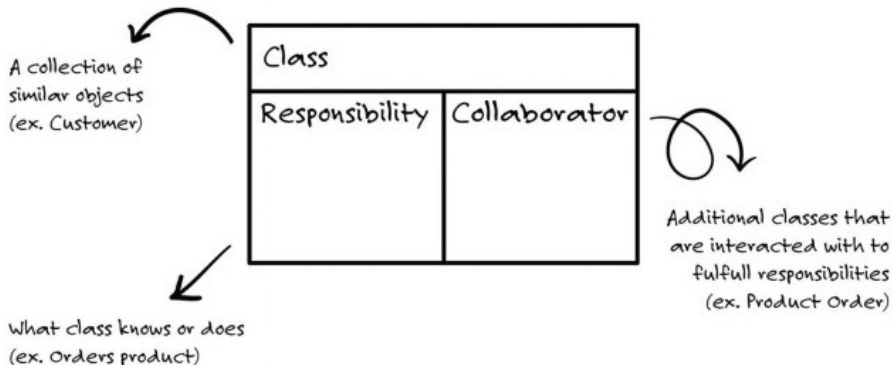 A collection of
similar objects
(ex. Customer)
Class
Responsibility
Collaborator
Additional classes that
are interacted with to
fulfull responsibilities
(ex. Product Order)
What class knows or does
(ex. Orders product)